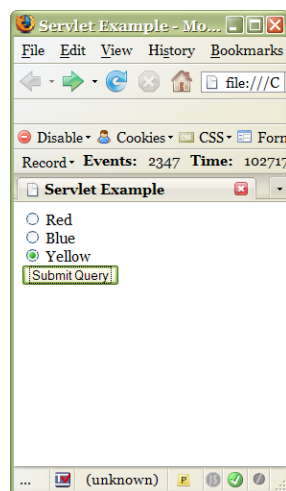 Servlet Example - Mo...
File Edit View History Bookmarks
file:///C
Disable Cookies CSS Form
Record Events: 2347 Time: 102717
Servlet Example
Red
Blue
Yellow
Submit Query
... (unknown) P